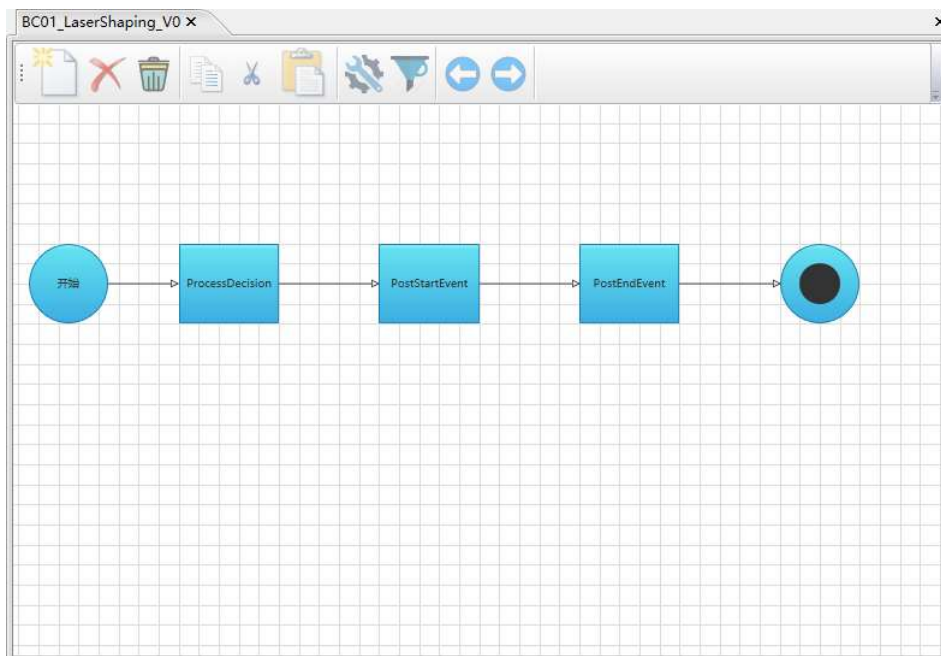 BC01_LaserShaping_V0
开始
ProcessDecision
PostStartEvent
PostEndEvent